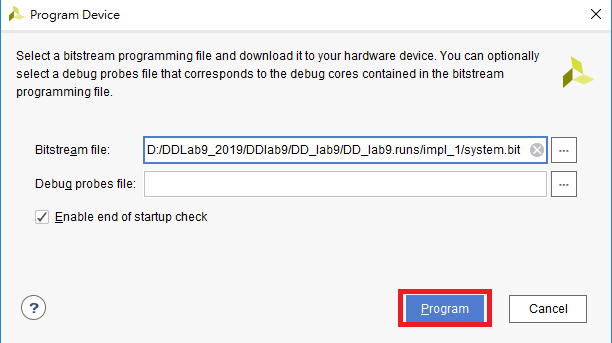 Program Device
Select a bitstream programming file and download it to your hardware device. You can optionally
select a debug probes file that corresponds to the debug cores contained in the bitstream
programming file.
Bitstream file: D:/DDLab9_2019/DDlab9/DD_lab9/DD_lab9.runs/impl_1/system.bit ...
Debug probes file: ...
Enable end of startup check
? Program Cancel